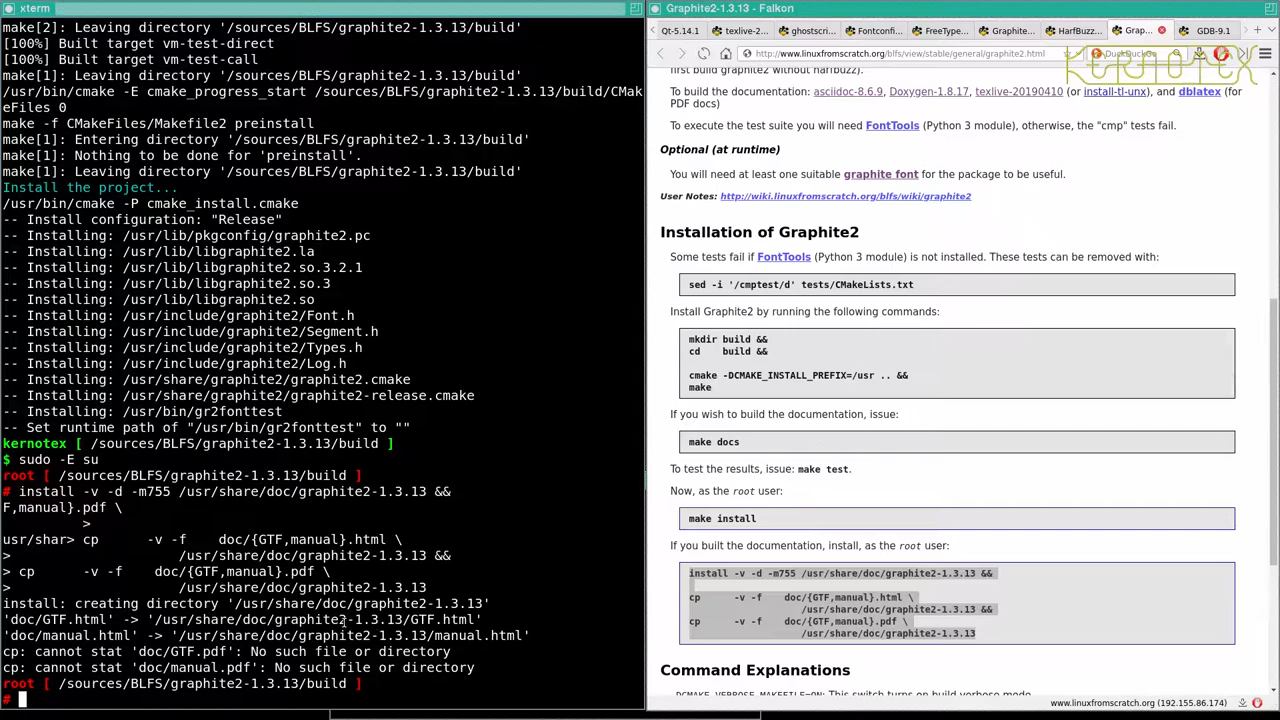 xterm
make[2]: Leaving directory '/sources/BLFS/graphite2-1.3.13/build'
[100%] Built target vm-test-direct
[100%] Built target vm-test-call
make[1]: Leaving directory '/sources/BLFS/graphite2-1.3.13/build'
/usr/bin/cmake -E cmake_progress_start /sources/BLFS/graphite2-1.3.13/build/CMak
eFiles 0
make -f CMakeFiles/Makefile2 preinstall
make[1]: Entering directory '/sources/BLFS/graphite2-1.3.13/build'
make[1]: Nothing to be done for 'preinstall'.
make[1]: Leaving directory '/sources/BLFS/graphite2-1.3.13/build'
Install the project...
/usr/bin/cmake -P cmake_install.cmake
-- Install configuration: "Release"
-- Installing: /usr/lib/pkgconfig/graphite2.pc
-- Installing: /usr/lib/libgraphite2.la
-- Installing: /usr/lib/libgraphite2.so.3.2.1
-- Installing: /usr/lib/libgraphite2.so.3
-- Installing: /usr/lib/libgraphite2.so
-- Installing: /usr/include/graphite2/Font.h
-- Installing: /usr/include/graphite2/Segment.h
-- Installing: /usr/include/graphite2/Types.h
-- Installing: /usr/include/graphite2/Log.h
-- Installing: /usr/share/graphite2/graphite2.cmake
-- Installing: /usr/share/graphite2/graphite2-release.cmake
-- Installing: /usr/bin/gr2fonttest
-- Set runtime path of "/usr/bin/gr2fonttest" to ""
kernotex [ /sources/BLFS/graphite2-1.3.13/build ]
$ sudo -E su
root [ /sources/BLFS/graphite2-1.3.13/build ]
# install -v -d -m755 /usr/share/doc/graphite2-1.3.13 &&
F,manual}.pdf \
>
usr/shar> cp -v -f doc/{GTF,manual}.html \
> /usr/share/doc/graphite2-1.3.13 &&
> cp -v -f doc/{GTF,manual}.pdf \
> /usr/share/doc/graphite2-1.3.13
install: creating directory '/usr/share/doc/graphite2-1.3.13'
'doc/GTF.html' -> '/usr/share/doc/graphite2-1.3.13/GTF.html'
'doc/manual.html' -> '/usr/share/doc/graphite2-1.3.13/manual.html'
cp: cannot stat 'doc/GTF.pdf': No such file or directory
cp: cannot stat 'doc/manual.pdf': No such file or directory
root [ /sources/BLFS/graphite2-1.3.13/build ]
#
Graphite2-1.3.13 - Falkon
Qt-5.14.1 texlive-2... ghostscri... Fontconfi... FreeType... Graphite... HarfBuzz... Grap... GDB-9.1
http://www.linuxfromscratch.org/blfs/view/stable/general/graphite2.html DuckDuckGo
KERNOTEX
first build graphite2 without harfbuzz).
To build the documentation: asciidoc-8.6.9, Doxygen-1.8.17, texlive-20190410 (or install-tl-unx), and dblatex (for
PDF docs)
To execute the test suite you will need FontTools (Python 3 module), otherwise, the "cmp" tests fail.
Optional (at runtime)
You will need at least one suitable graphite font for the package to be useful.
User Notes: http://wiki.linuxfromscratch.org/blfs/wiki/graphite2
Installation of Graphite2
Some tests fail if FontTools (Python 3 module) is not installed. These tests can be removed with:
sed -i '/cmptest/d' tests/CMakeLists.txt
Install Graphite2 by running the following commands:
mkdir build &&
cd build &&
cmake -DCMAKE_INSTALL_PREFIX=/usr .. &&
make
If you wish to build the documentation, issue:
make docs
To test the results, issue: make test.
Now, as the root user:
make install
If you built the documentation, install, as the root user:
install -v -d -m755 /usr/share/doc/graphite2-1.3.13 &&
cp -v -f doc/{GTF,manual}.html \
/usr/share/doc/graphite2-1.3.13 &&
cp -v -f doc/{GTF,manual}.pdf \
/usr/share/doc/graphite2-1.3.13
Command Explanations
-DCMAKE_VERBOSE_MAKEFILE=ON: This switch turns on build verbose mode.
www.linuxfromscratch.org (192.155.86.174)